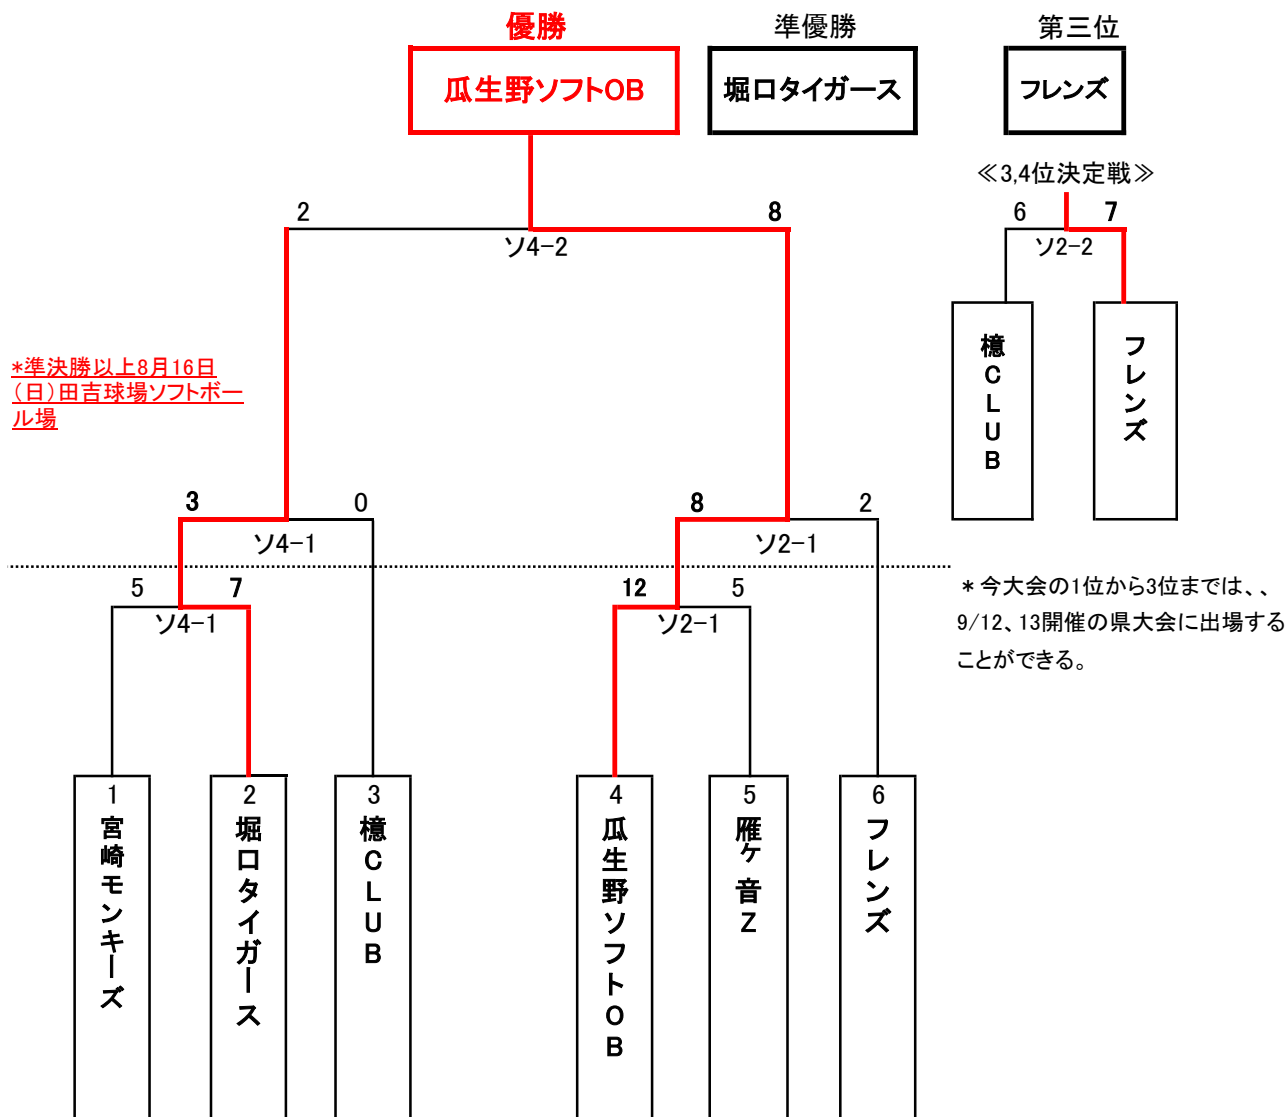 優勝
準優勝
第三位
瓜生野ソフトOB
堀口タイガース
フレンズ
≪3,4位決定戦≫
2
8
ソ4-2
6
7
ソ2-2
檍CLUB
フレンズ
*準決勝以上8月16日
(日)田吉球場ソフトボー
ル場
3
0
ソ4-1
8
2
ソ2-1
5
7
ソ4-1
12
5
ソ2-1
*今大会の1位から3位までは、、
9/12、13開催の県大会に出場する
ことができる。
1
宮崎モンキーズ
2
堀口タイガース
3
檍CLUB
4
瓜生野ソフトOB
5
雁ケ音Z
6
フレンズ